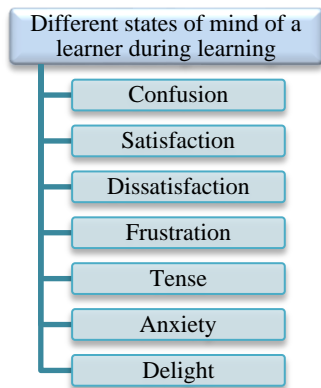 Different states of mind of a
learner during learning
Confusion
Satisfaction
Dissatisfaction
Frustration
Tense
Anxiety
Delight